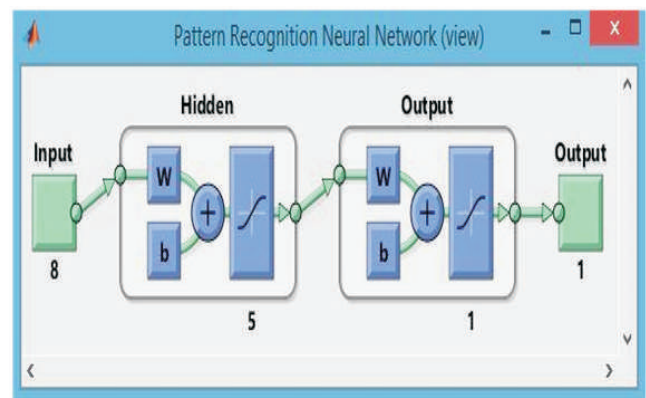 Pattern Recognition Neural Network (view)
Hidden
Output
Input
Output
W
b
+
W
b
+
8
5
1
1